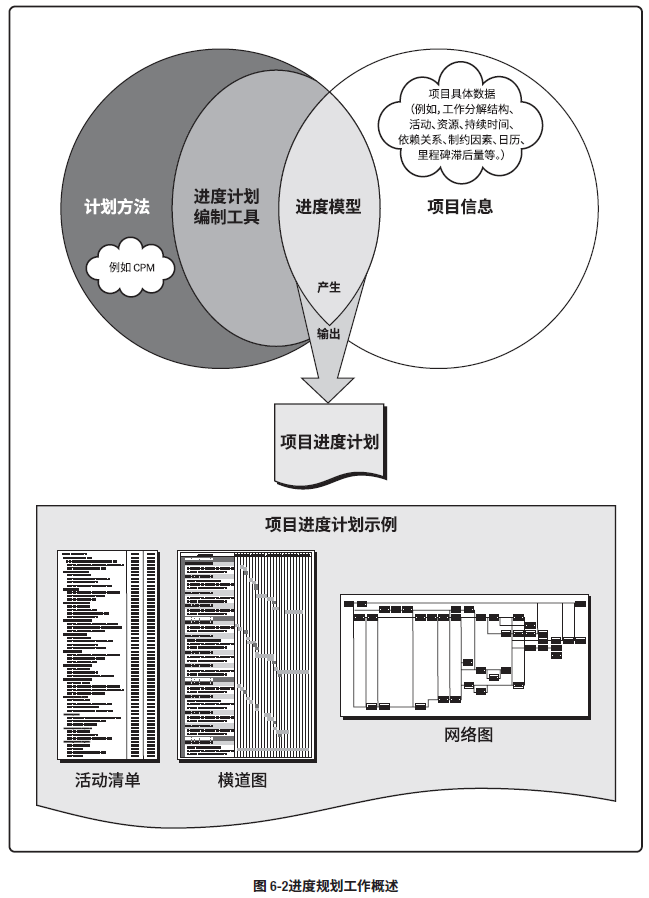 项目具体数据
（例如，工作分解结构、
活动、资源、持续时间、
依赖关系、制约因素、日历、
里程碑滞后量等。）
计划方法
进度计划
编制工具
进度模型
项目信息
例如 CPM
产生
输出
项目进度计划
项目进度计划示例
活动清单
横道图
网络图
图 6-2进度规划工作概述